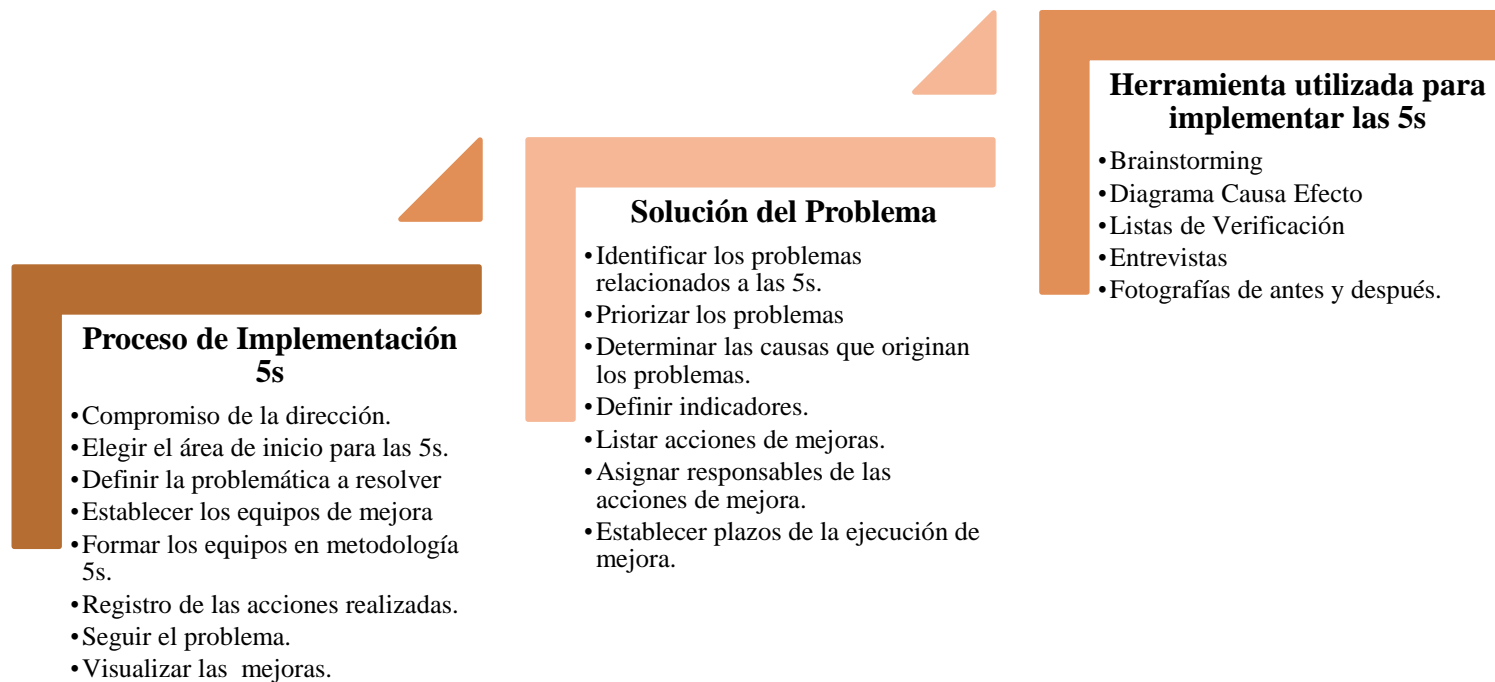 Proceso de Implementación
5s
•Compromiso de la dirección.
•Elegir el área de inicio para las 5s.
•Definir la problemática a resolver
•Establecer los equipos de mejora
•Formar los equipos en metodología
5s.
•Registro de las acciones realizadas.
•Seguir el problema.
•Visualizar las  mejoras.
Solución del Problema
•Identificar los problemas
relacionados a las 5s.
•Priorizar los problemas
•Determinar las causas que originan
los problemas.
•Definir indicadores.
•Listar acciones de mejoras.
•Asignar responsables de las
acciones de mejora.
•Establecer plazos de la ejecución de
mejora.
Herramienta utilizada para
implementar las 5s
•Brainstorming
•Diagrama Causa Efecto
•Listas de Verificación
•Entrevistas
•Fotografías de antes y después.